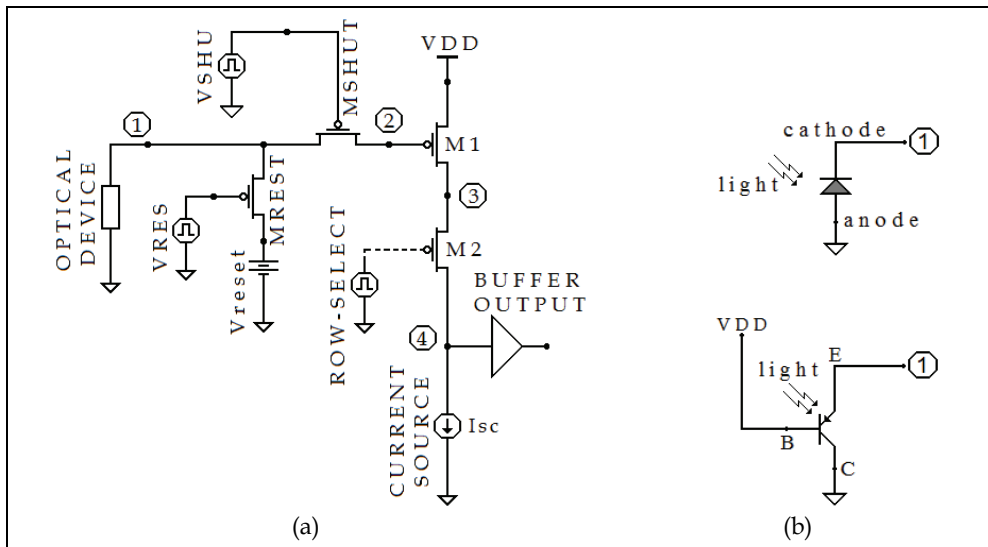 VSHU
MSHUT
VDD
1
2
M1
OPTICAL
DEVICE
VRES
MREST
Vreset
3
M2
ROW-SELECT
BUFFER
OUTPUT
4
CURRENT
SOURCE
Isc
(a)
cathode
1
light
anode
VDD
light
E
1
B
C
(b)